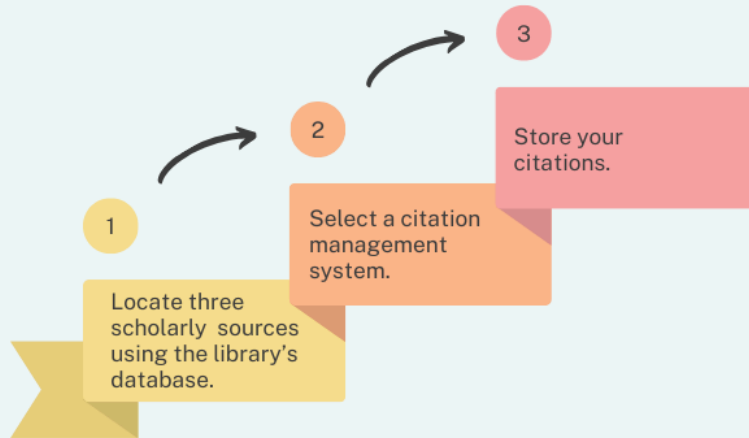 1
Locate three
scholarly sources
using the library's
database.
2
Select a citation
management
system.
3
Store your
citations.